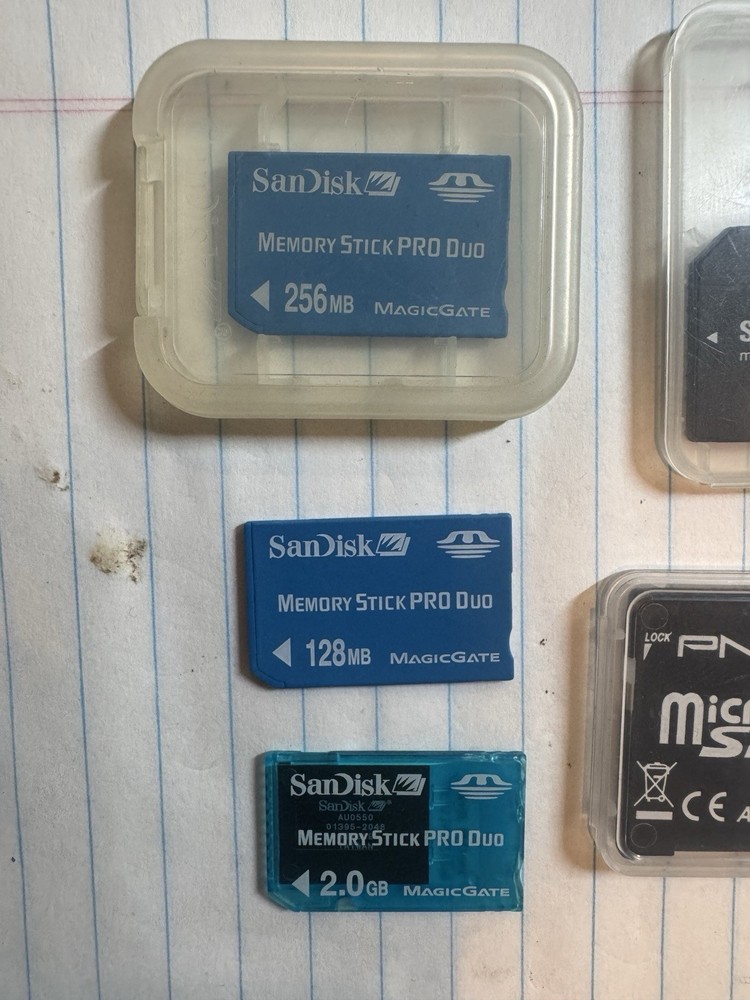 SanDisk
MEMORY STICK PRO DUO
256MB MAGICGATE
SanDisk
MEMORY STICK PRO DUO
128MB MAGICGATE
SanDisk
SanDisk
AU0550
MEMORY STICK PRO DUO
2.0GB MAGICGATE
LOCK
PN
micr
CE